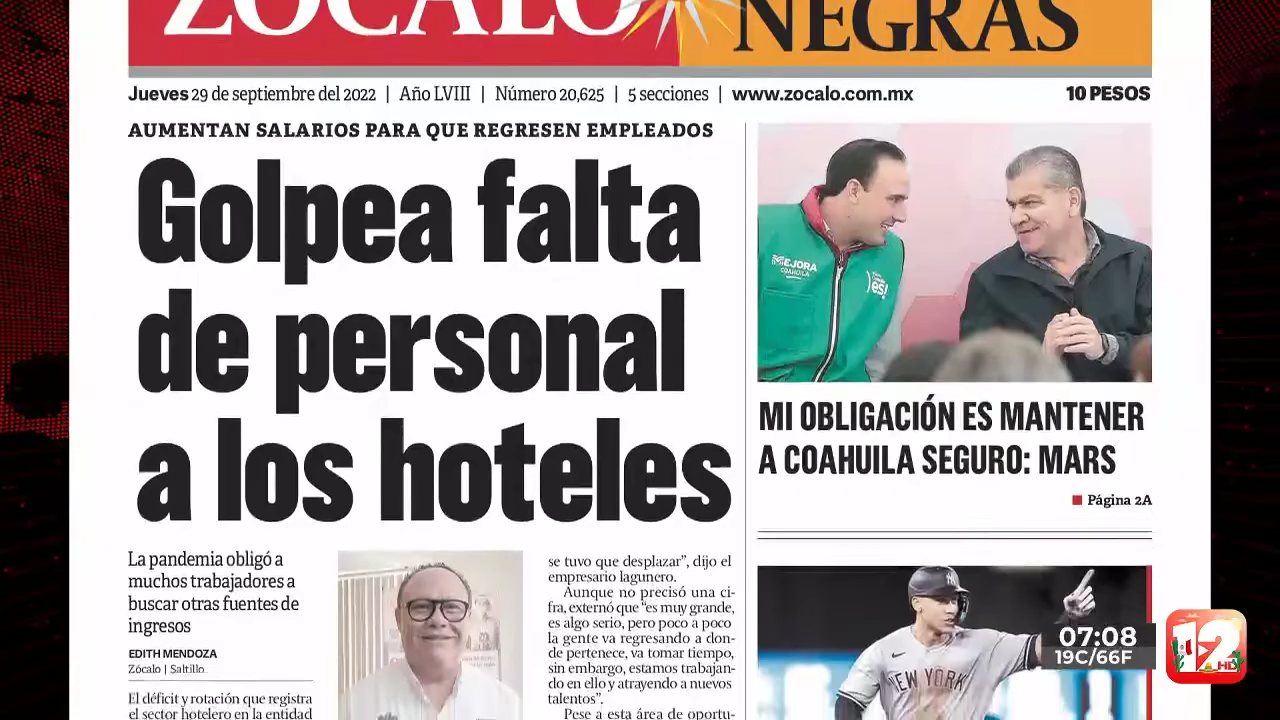 ZÓCALO
NEGRAS
Jueves 29 de septiembre del 2022 | Año LVIII | Número 20,625 | 5 secciones | www.zocalo.com.mx
10 PESOS
AUMENTAN SALARIOS PARA QUE REGRESEN EMPLEADOS
Golpea falta
de personal
a los hoteles
La pandemia obligó a
muchos trabajadores a
buscar otras fuentes de
ingresos
EDITH MENDOZA
Zócalo | Saltillo
El déficit y rotación que registra
el sector hotelero en la entidad
se tuvo que desplazar”, dijo el
empresario lagunero.
Aunque no precisó una ci-
fra, externó que “es muy grande,
es algo serio, pero poco a poco
la gente va regresando a don-
de pertenece, va tomar tiempo,
sin embargo, estamos trabajan-
do en ello y atrayendo a nuevos
talentos”.
Pese a esta área de oportu-
MEJORA
COAHUILA
¡es!
MI OBLIGACIÓN ES MANTENER
A COAHUILA SEGURO: MARS
Página 2A
NEW YORK
07:08
19C/66F
12
HD